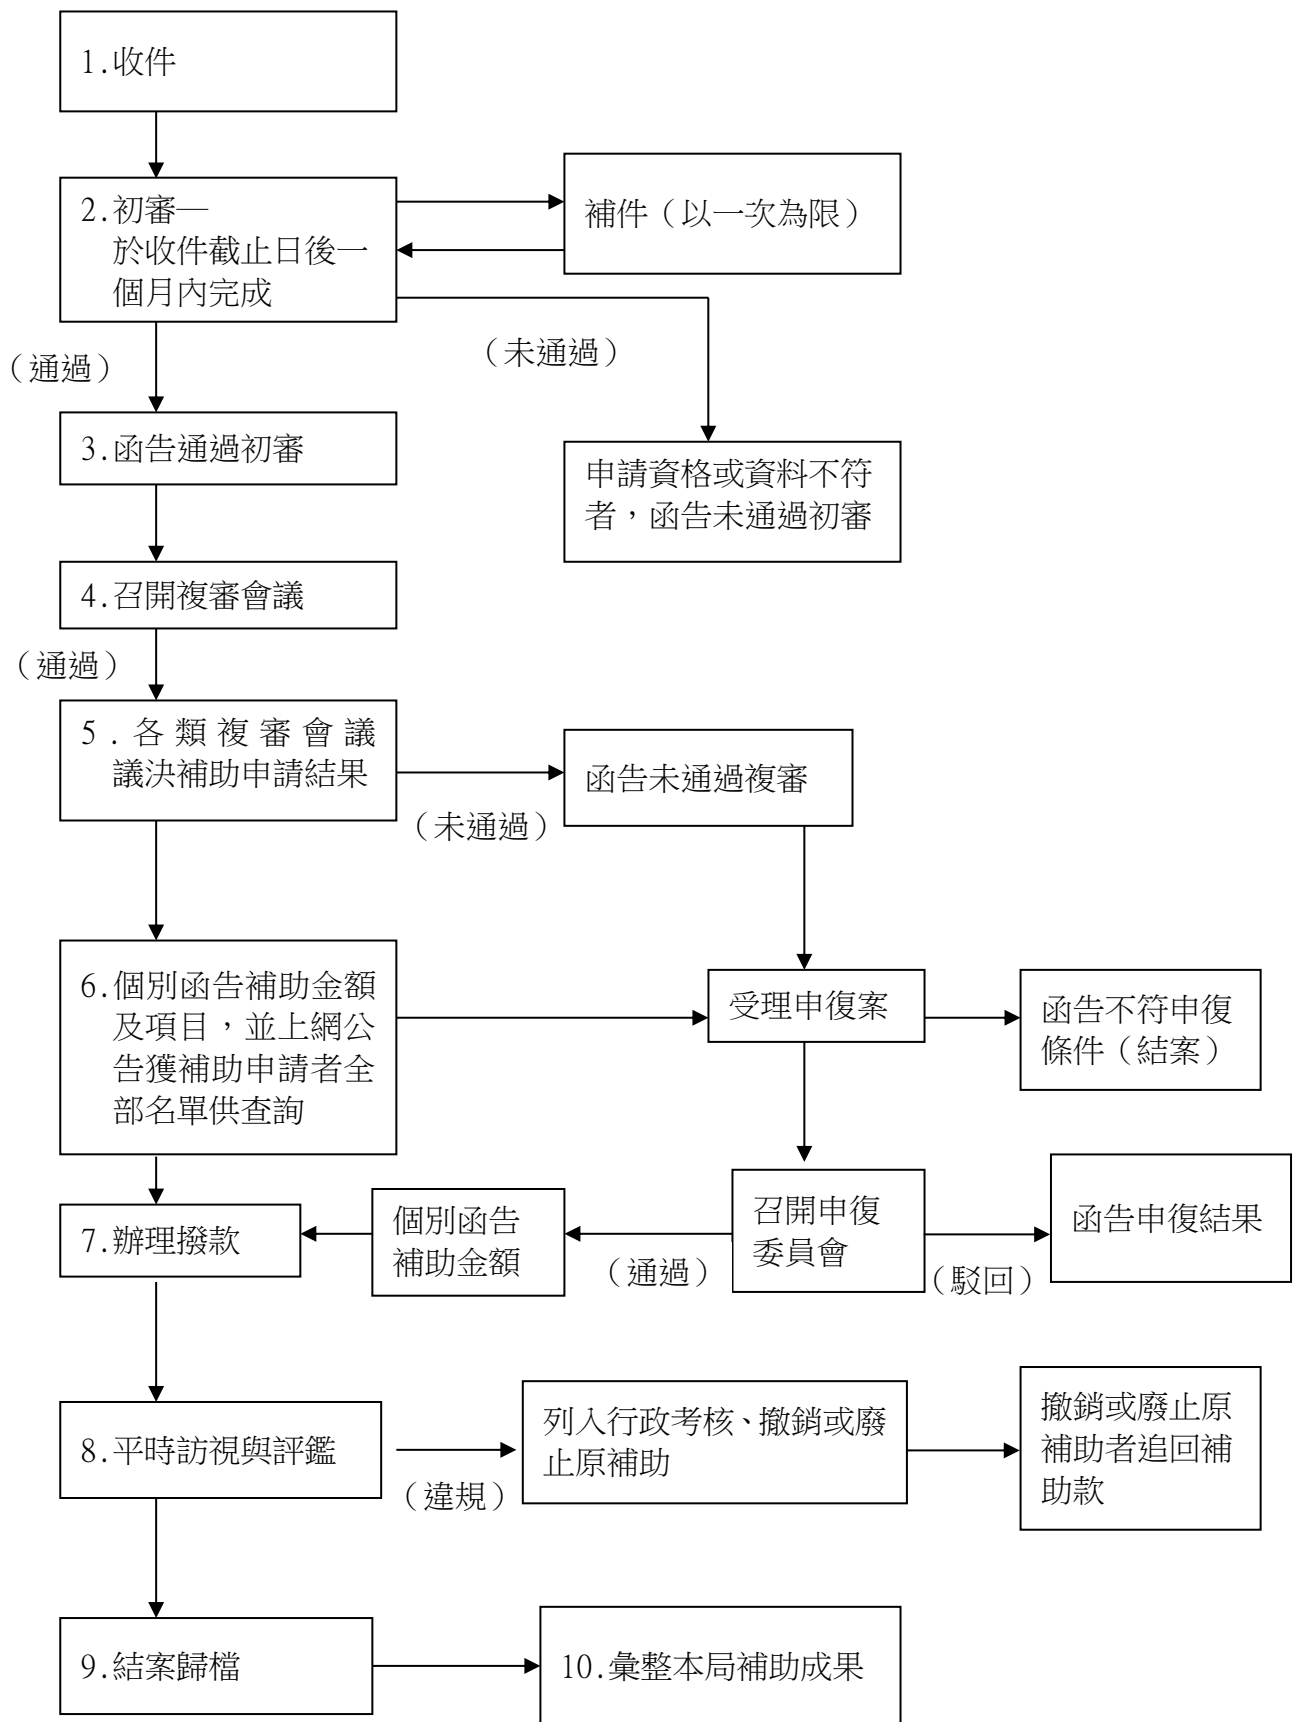 1.收件
2.初審—
於收件截止日後一
個月內完成
補件（以一次為限）
（通過）
（未通過）
3.函告通過初審
申請資格或資料不符
者，函告未通過初審
4.召開複審會議
（通過）
5.各類複審會議
議決補助申請結果
函告未通過複審
（未通過）
6.個別函告補助金額
及項目，並上網公
告獲補助申請者全
部名單供查詢
受理申復案
函告不符申復
條件（結案）
7.辦理撥款
個別函告
補助金額
（通過）
召開申復
委員會
（駁回）
函告申復結果
8.平時訪視與評鑑
（違規）
列入行政考核、撤銷或廢
止原補助
撤銷或廢止原
補助者追回補
助款
9.結案歸檔
10.彙整本局補助成果